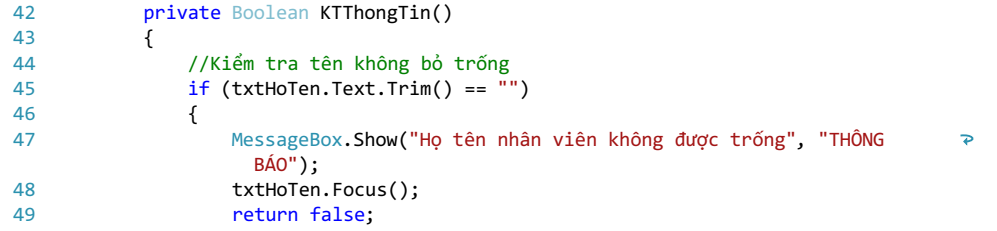 42 private Boolean KTThongTin()
43 {
44 //Kiểm tra tên không bỏ trống
45 if (txtHoTen.Text.Trim() == "")
46 {
47 MessageBox.Show("Họ tên nhân viên không được trống", "THÔNG
BÁO");
48 txtHoTen.Focus();
49 return false;